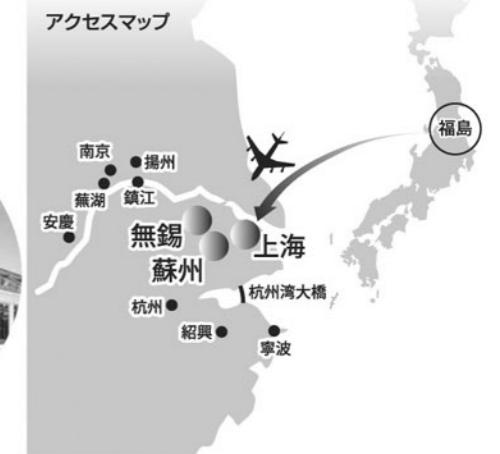 アクセスマップ
福島
南京
揚州
蕪湖
鎮江
安慶
無錫
上海
蘇州
杭州湾大橋
杭州
紹興
寧波